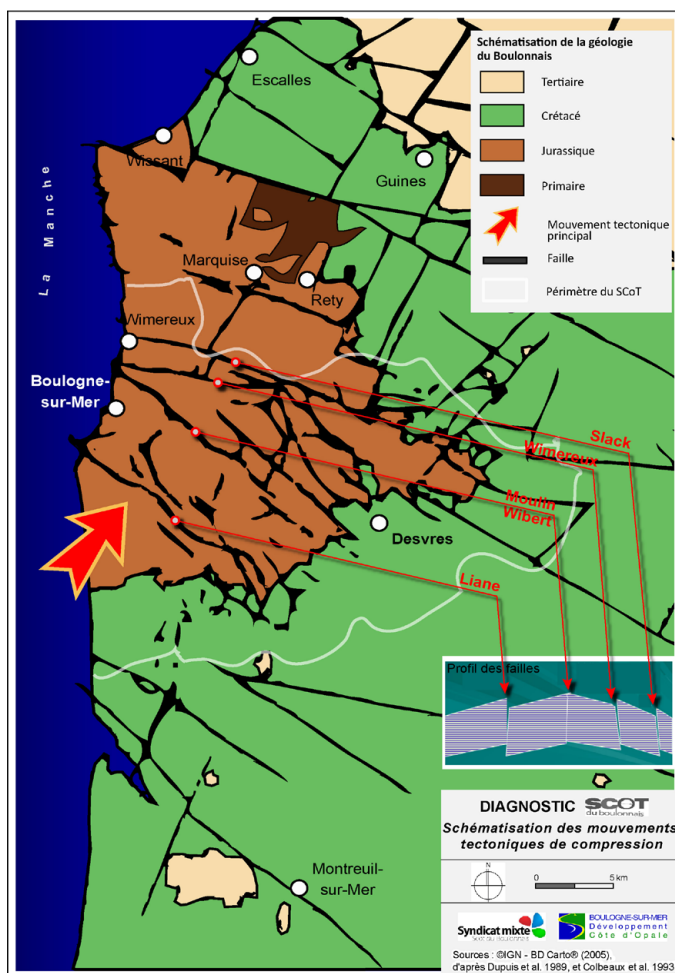 Schématisation de la géologie
du Boulonnais
Tertiaire
Crétacé
Jurassique
Primaire
Mouvement tectonique
principal
Faille
Périmètre du SCoT
La Manche
Escalles
Wissant
Guines
Marquise
Rety
Wimereux
Boulogne-
sur-Mer
Slack
Wimereux
Moulin
Wibert
Desvres
Liane
Profil des failles
Montreuil-
sur-Mer
DIAGNOSTIC SCOT
du boulonnais
Schématisation des mouvements
tectoniques de compression
N
0 5 km
Syndicat mixte
Scot du Boulonnais
BOULOGNE-SUR-MER
Développement
Côte d'Opale
Sources : ©IGN - BD Carto® (2005),
d'après Dupuis et al. 1989, et Colbeaux et al. 1993